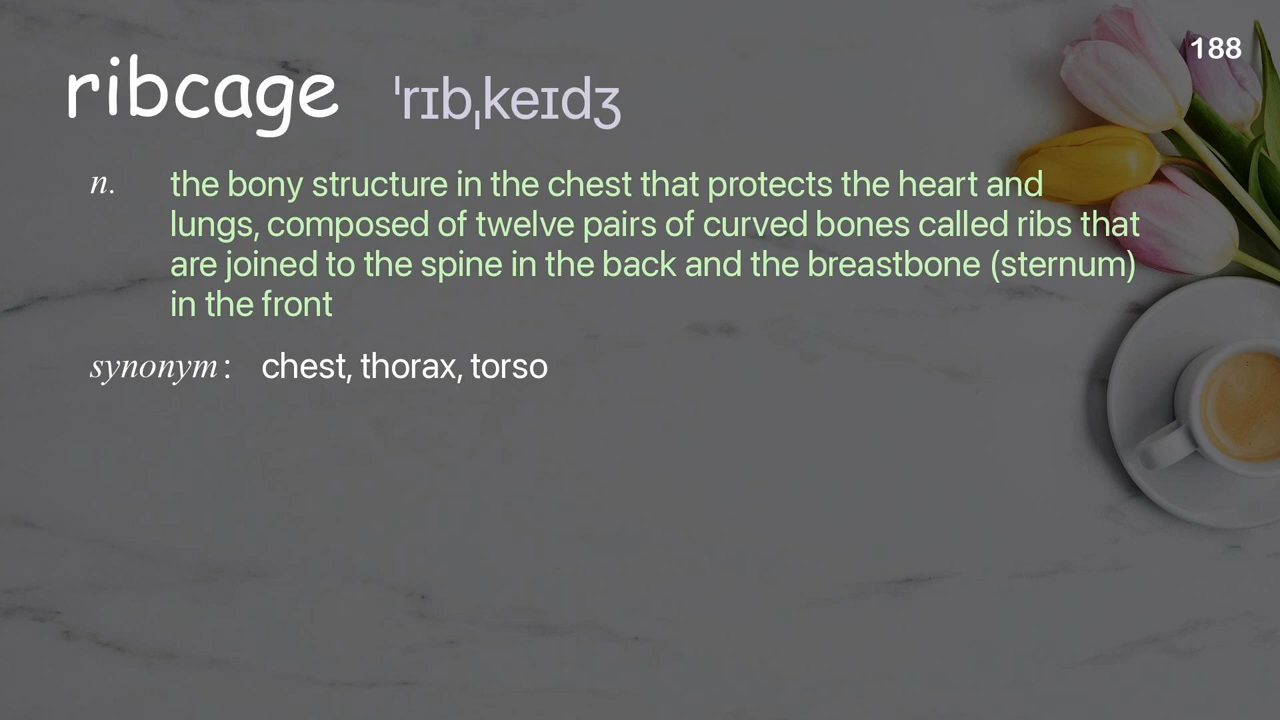 188
ribcage ˈrɪbˌkeɪdʒ
n. the bony structure in the chest that protects the heart and
lungs, composed of twelve pairs of curved bones called ribs that
are joined to the spine in the back and the breastbone (sternum)
in the front
synonym: chest, thorax, torso